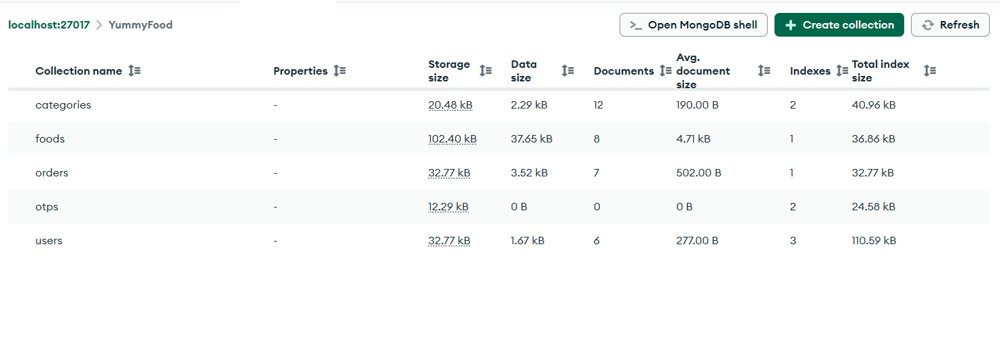 localhost:27017 > YummyFood
>_ Open MongoDB shell
+ Create collection
Refresh
Collection name Properties Storage size Data size Documents Avg. document size Indexes Total index size
categories - 20.48 kB 2.29 kB 12 190.00 B 2 40.96 kB
foods - 102.40 kB 37.65 kB 8 4.71 kB 1 36.86 kB
orders - 32.77 kB 3.52 kB 7 502.00 B 1 32.77 kB
otps - 12.29 kB 0 B 0 0 B 2 24.58 kB
users - 32.77 kB 1.67 kB 6 277.00 B 3 110.59 kB